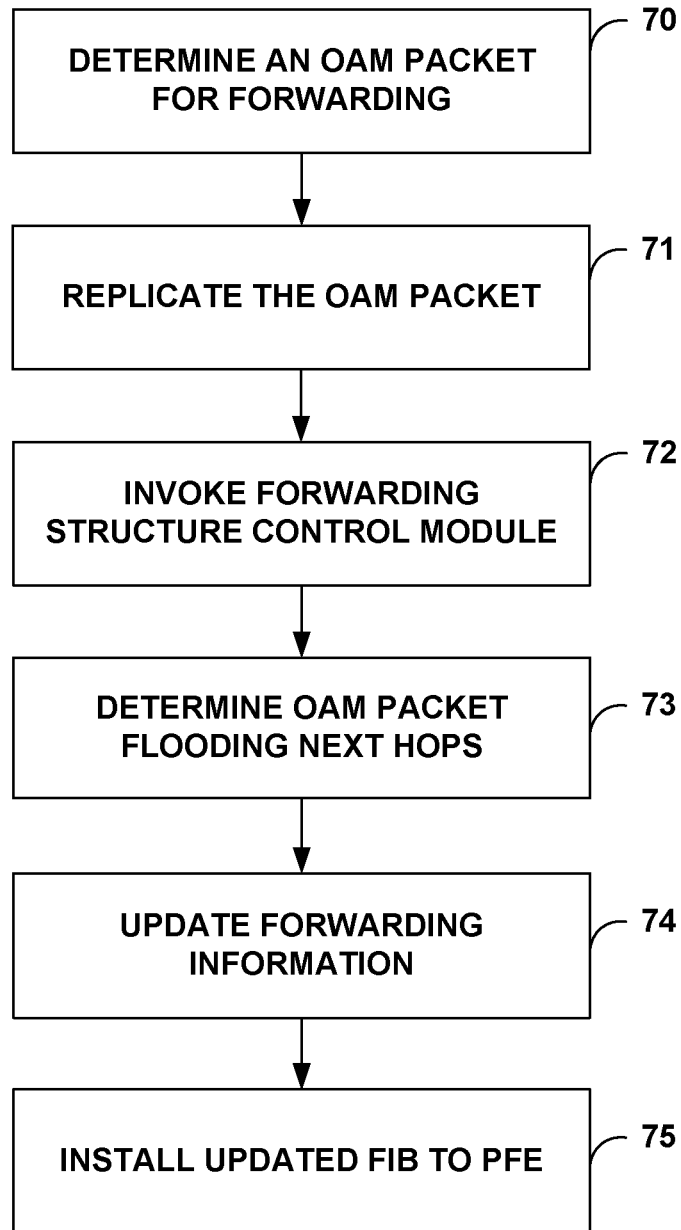 70
DETERMINE AN OAM PACKET
FOR FORWARDING
71
REPLICATE THE OAM PACKET
72
INVOKE FORWARDING
STRUCTURE CONTROL MODULE
73
DETERMINE OAM PACKET
FLOODING NEXT HOPS
74
UPDATE FORWARDING
INFORMATION
75
INSTALL UPDATED FIB TO PFE